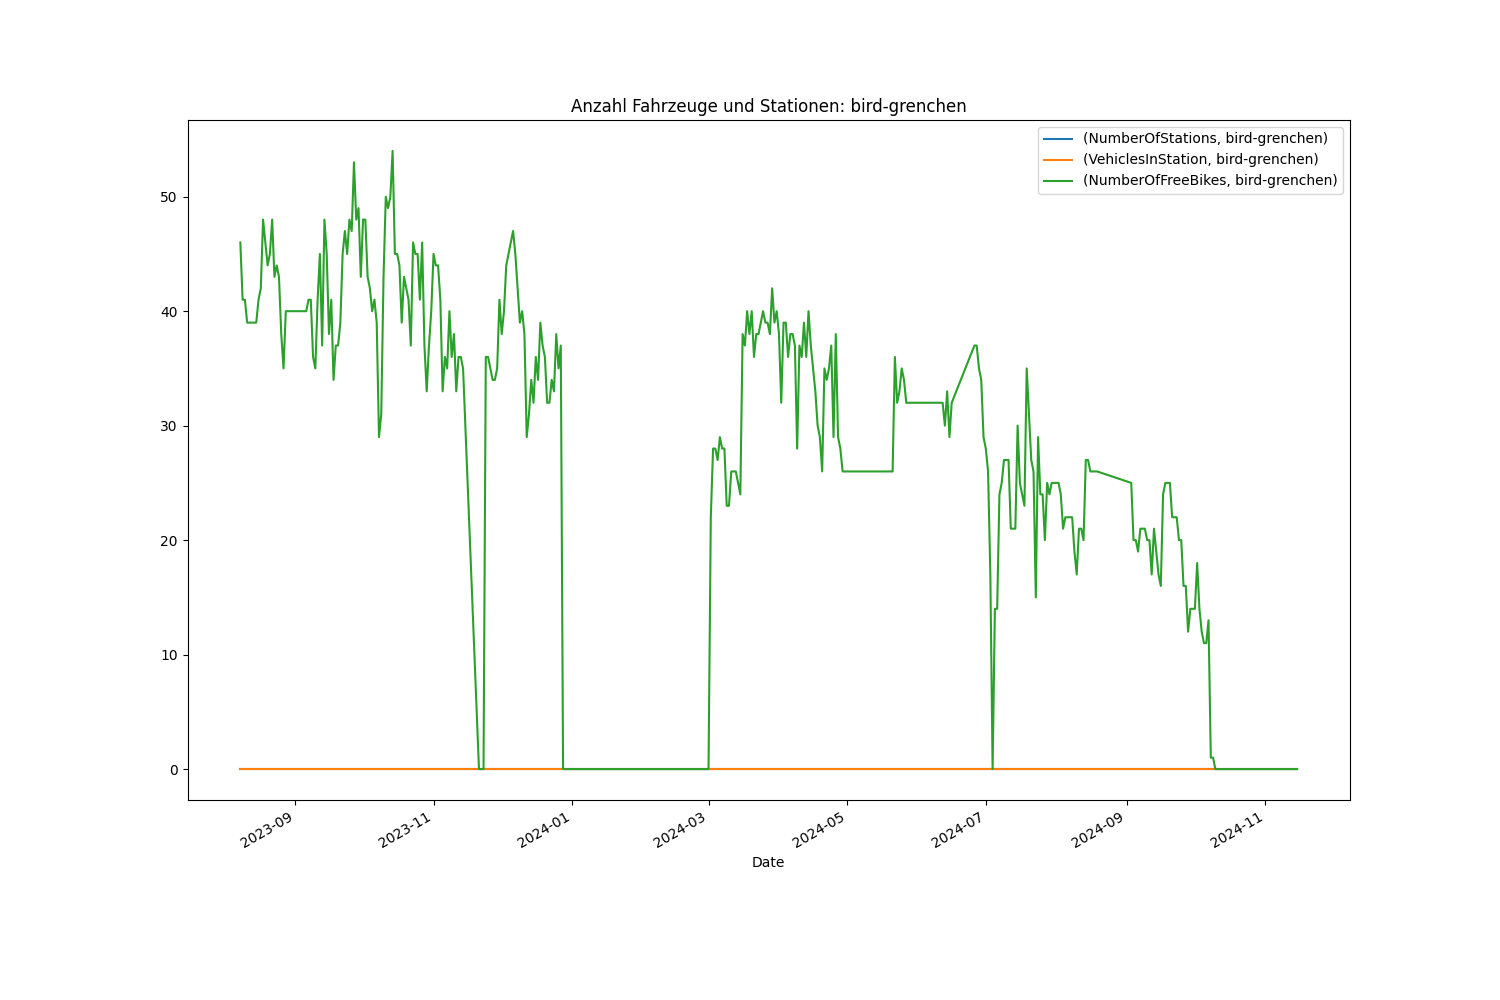 Anzahl Fahrzeuge und Stationen: bird-grenchen
(NumberOfStations, bird-grenchen)
(VehiclesInStation, bird-grenchen)
(NumberOfFreeBikes, bird-grenchen)
50
40
30
20
10
0
2023-09
2023-11
2024-01
2024-03
2024-05
2024-07
2024-09
2024-11
Date